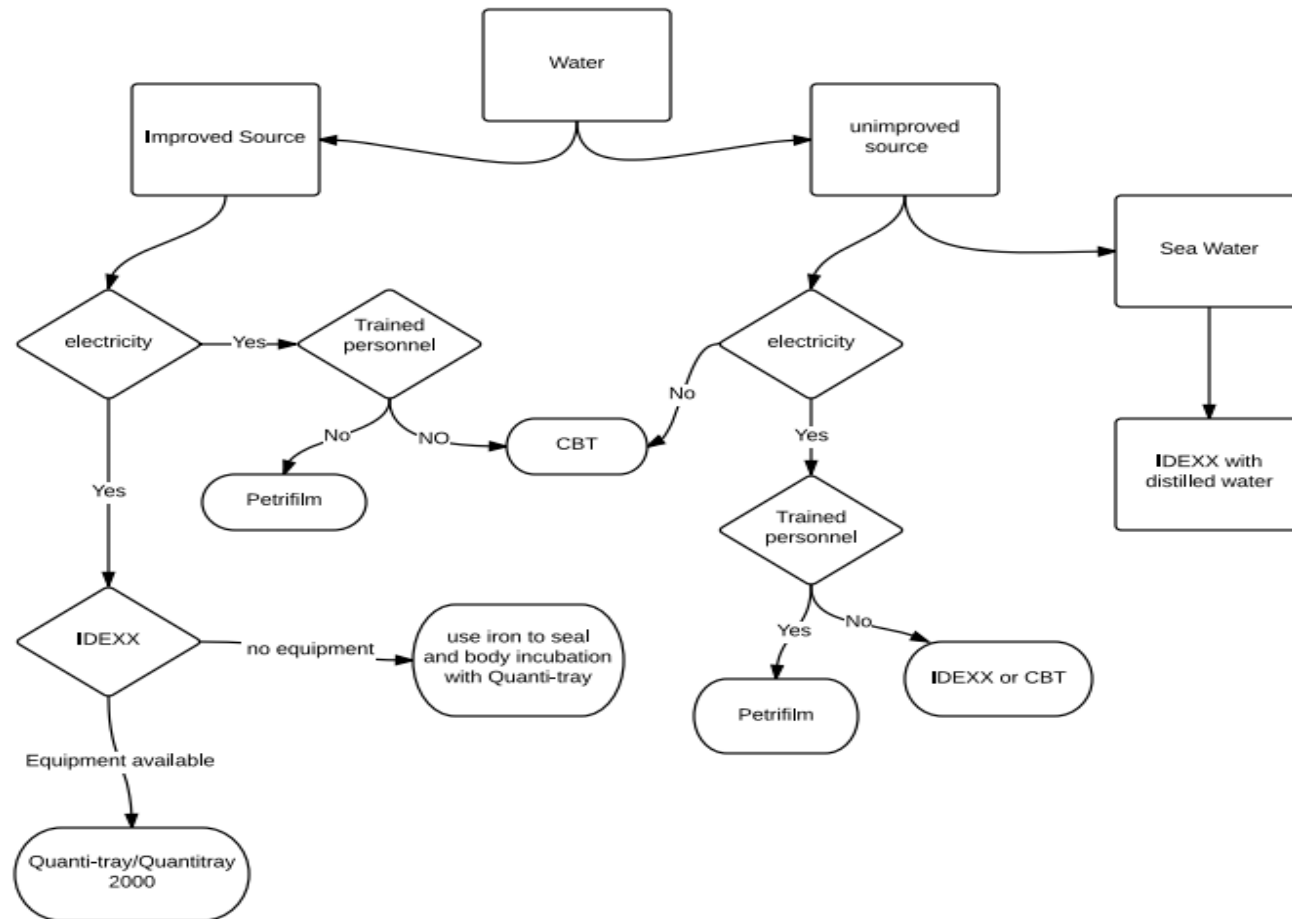 Water
Improved Source
unimproved
source
Sea Water
electricity
Yes
Trained
personnel
electricity
No
No
NO
CBT
Yes
IDEXX with
distilled water
Petrifilm
Yes
Trained
personnel
IDEXX
no equipment
use iron to seal
and body incubation
with Quanti-tray
Yes
No
IDEXX or CBT
Petrifilm
Equipment available
Quanti-tray/Quantitray
2000